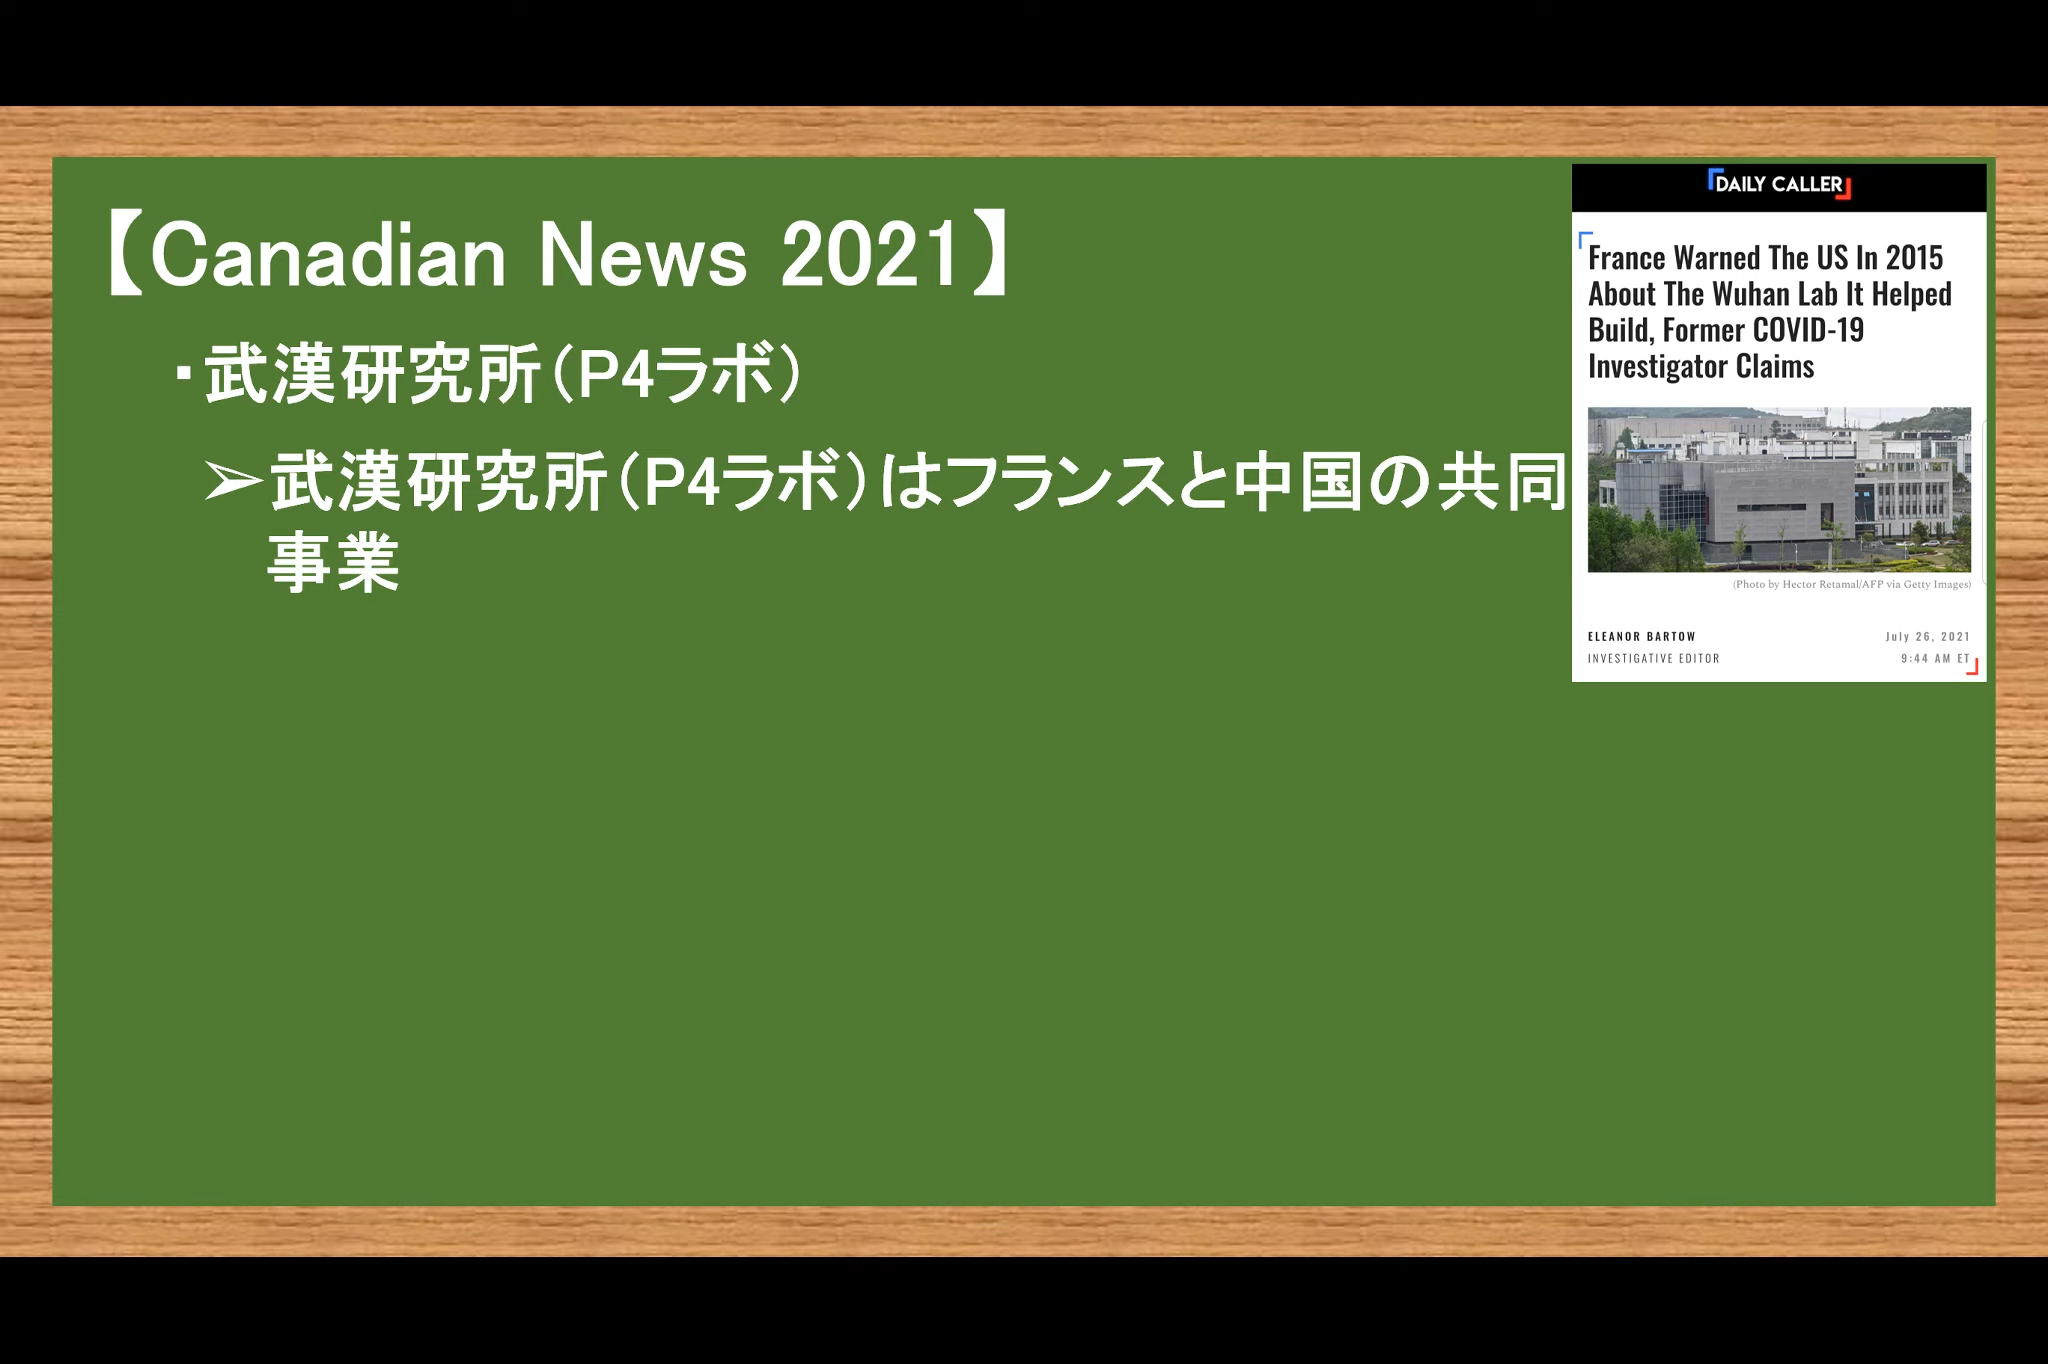 【Canadian News 2021】
・武漢研究所（P4ラボ）
➢武漢研究所（P4ラボ）はフランスと中国の共同
事業
DAILY CALLER
France Warned The US In 2015
About The Wuhan Lab It Helped
Build, Former COVID-19
Investigator Claims
(Photo by Hector Retamal/AFP via Getty Images)
ELEANOR BARTOW
INVESTIGATIVE EDITOR
July 26, 2021
9:44 AM ET